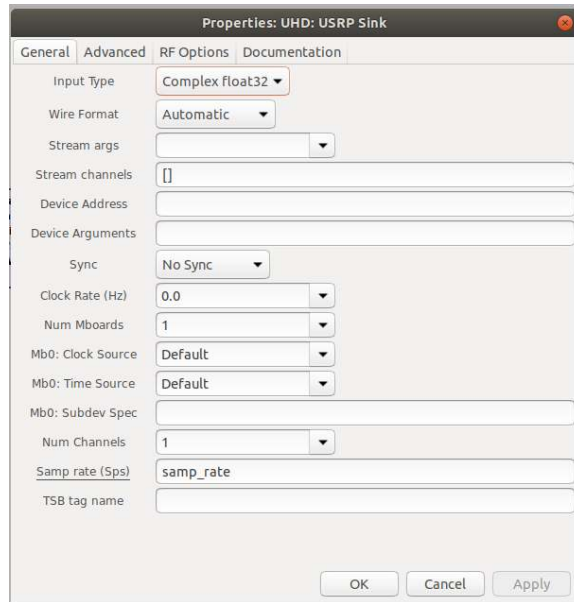 Properties: UHD: USRP Sink
General Advanced RF Options Documentation
Input Type Complex float32
Wire Format Automatic
Stream args
Stream channels []
Device Address
Device Arguments
Sync No Sync
Clock Rate (Hz) 0.0
Num Mboards 1
Mb0: Clock Source Default
Mb0: Time Source Default
Mb0: Subdev Spec
Num Channels 1
Samp rate (Sps) samp_rate
TSB tag name
OK Cancel Apply